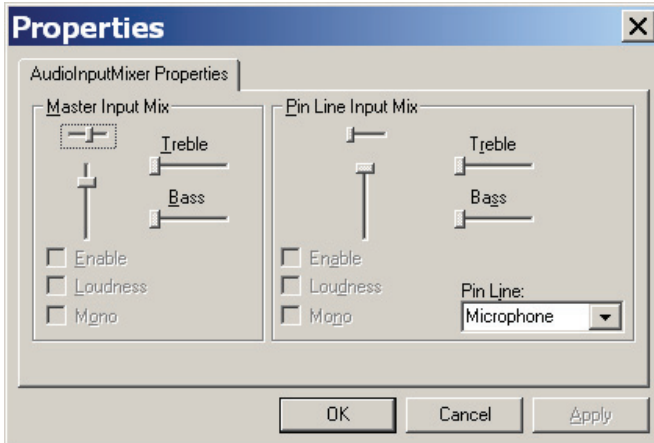 Properties
AudioInputMixer Properties
Master Input Mix
Treble
Bass
Enable
Loudness
Mono
Pin Line Input Mix
Treble
Bass
Enable
Loudness
Mono
Pin Line:
Microphone
OK
Cancel
Apply